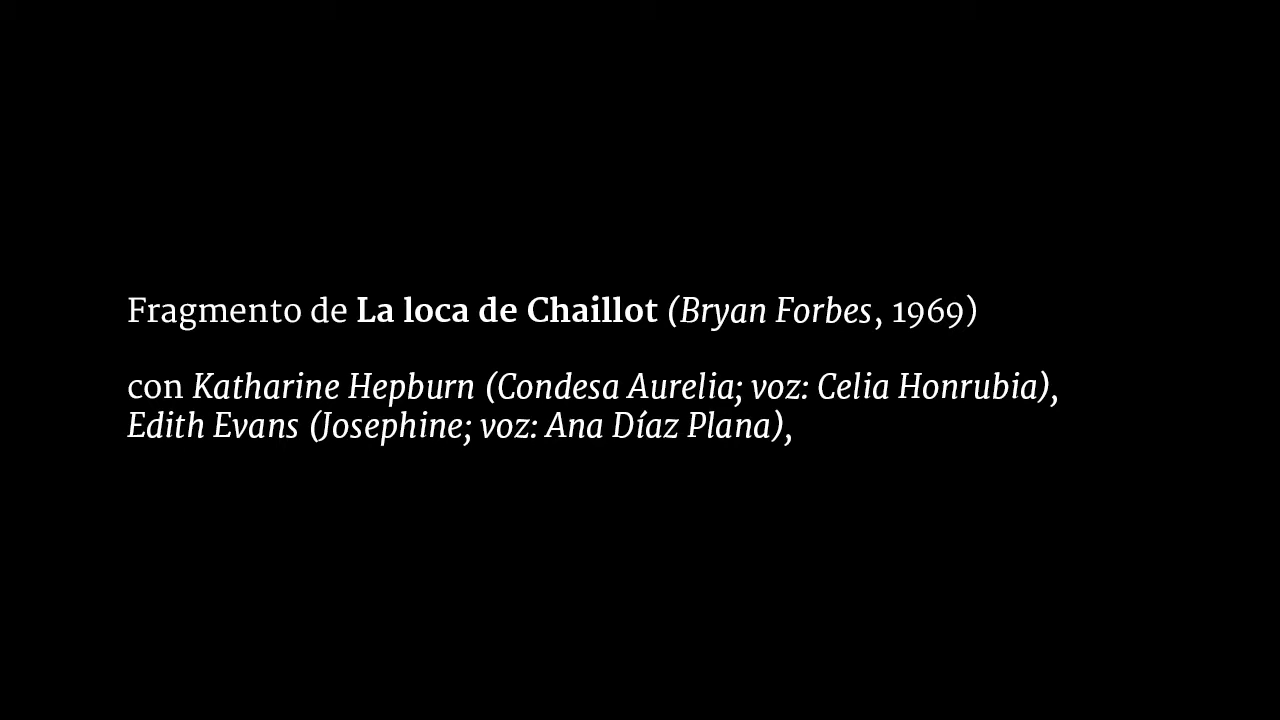 Fragmento de La loca de Chaillot (Bryan Forbes, 1969)
con Katharine Hepburn (Condesa Aurelia; voz: Celia Honrubia),
Edith Evans (Josephine; voz: Ana Díaz Plana),